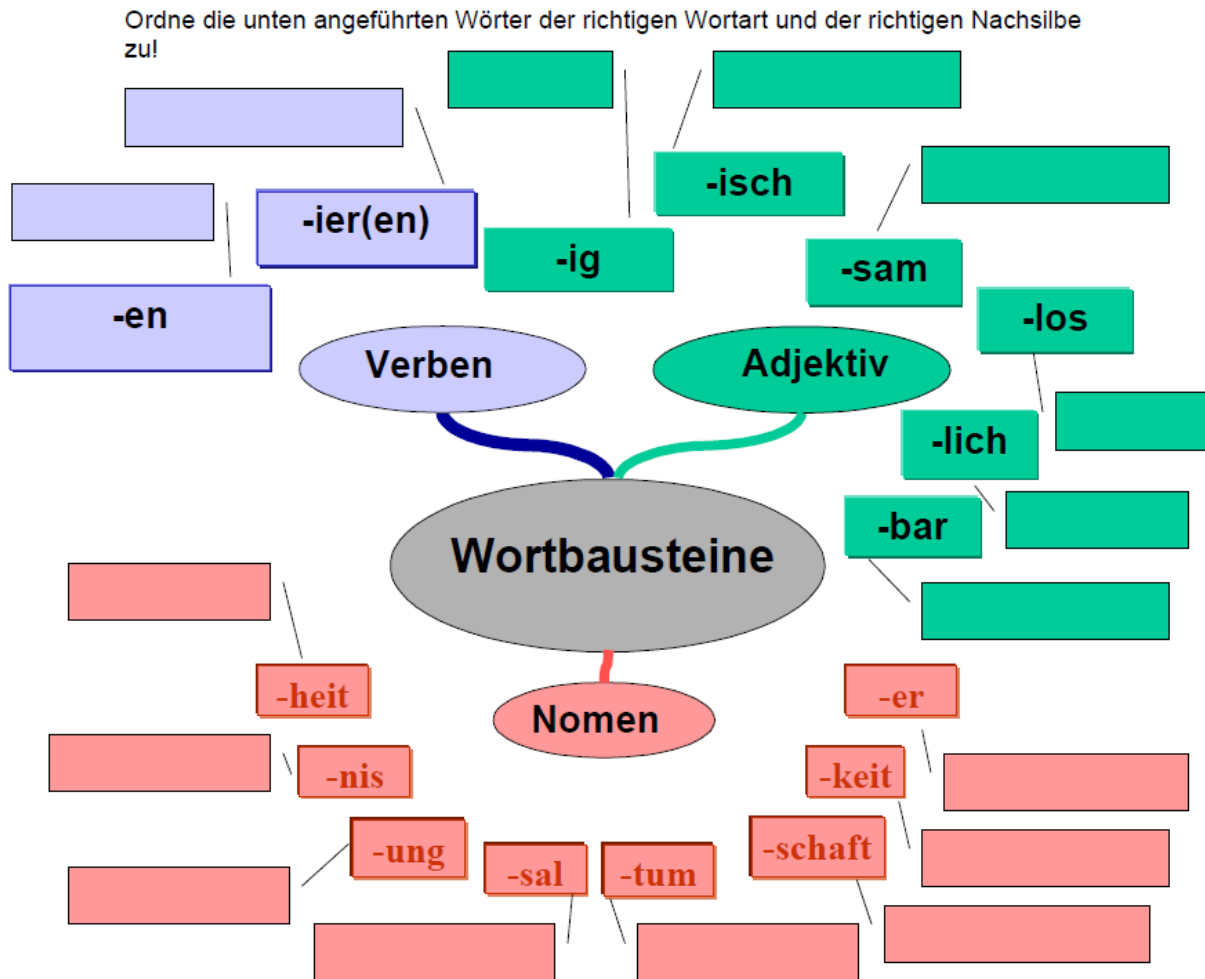 Ordne die unten angeführten Wörter der richtigen Wortart und der richtigen Nachsilbe
zu!
-isch
-ier(en)
-ig
-sam
-en
-los
Verben
Adjektiv
-lich
-bar
Wortbausteine
-heit
-er
Nomen
-nis
-keit
-ung
-schaft
-sal
-tum